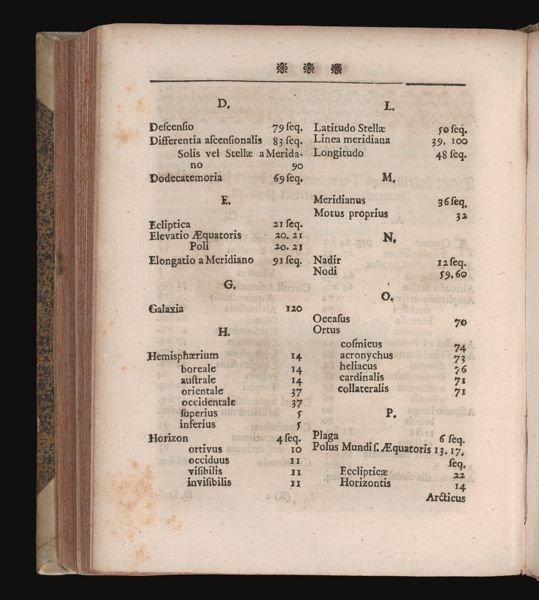 D.
Descensio 79 seq.
Differentia ascensionalis 83 seq.
Solis vel Stellæ a Merida-
no 90
Dodecatemoria 69 seq.
E.
Ecliptica 21 seq.
Elevatio Æquatoris 20. 21
Poli 20. 21
Elongatio a Meridiano 91 seq.
G.
Galaxia 120
H.
Hemisphærium 14
boreale 14
australe 14
orientale 37
occidentale 37
superius 5
inferius 5
Horizon 4 seq.
ortivus 10
occiduus 11
visibilis 11
invisibilis 11
L.
Latitudo Stellæ 50 seq.
Linea meridiana 39. 100
Longitudo 48 seq.
M.
Meridianus 36 seq.
Motus proprius 32
N.
Nadir 12 seq.
Nodi 59. 60
O.
Occasus 70
Ortus
cosmicus 74
acronychus 73
heliacus 76
cardinalis 71
collateralis 71
P.
Plaga 6 seq.
Polus Mundi s. Æquatoris 13. 17.
seq.
Eclipticæ 22
Horizontis 14
Arcticus